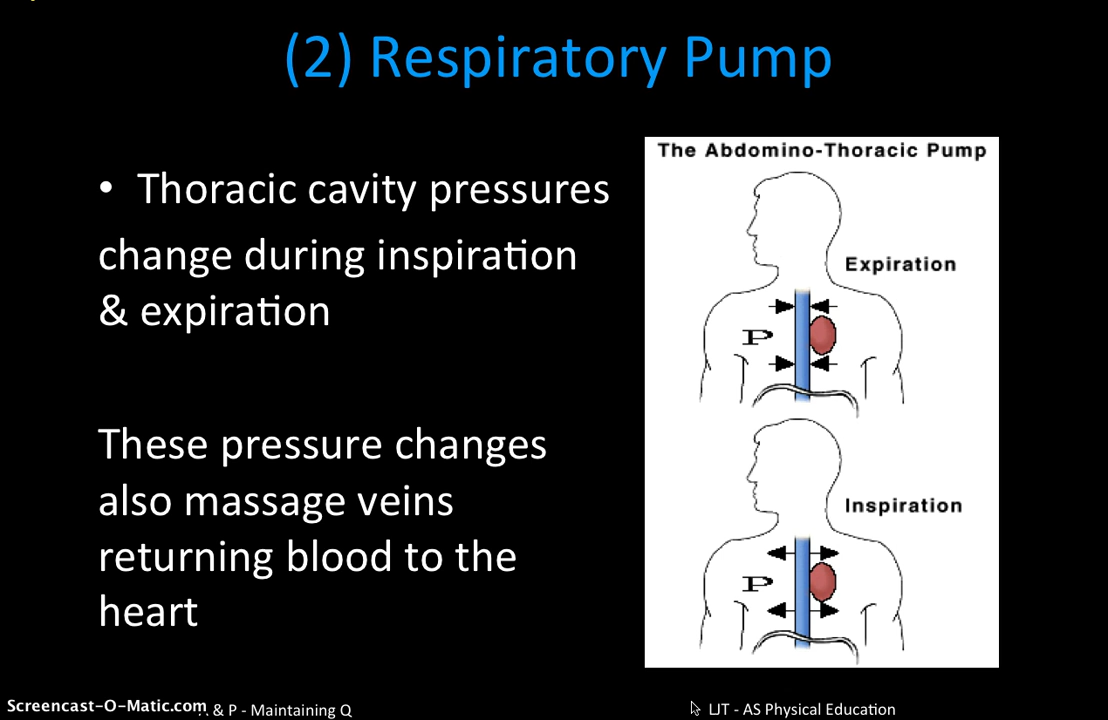 (2) Respiratory Pump
• Thoracic cavity pressures
change during inspiration
& expiration
These pressure changes
also massage veins
returning blood to the
heart
The Abdomino-Thoracic Pump
Expiration
P
Inspiration
P
Screencast-O-Matic.com
& P - Maintaining Q
LJT - AS Physical Education